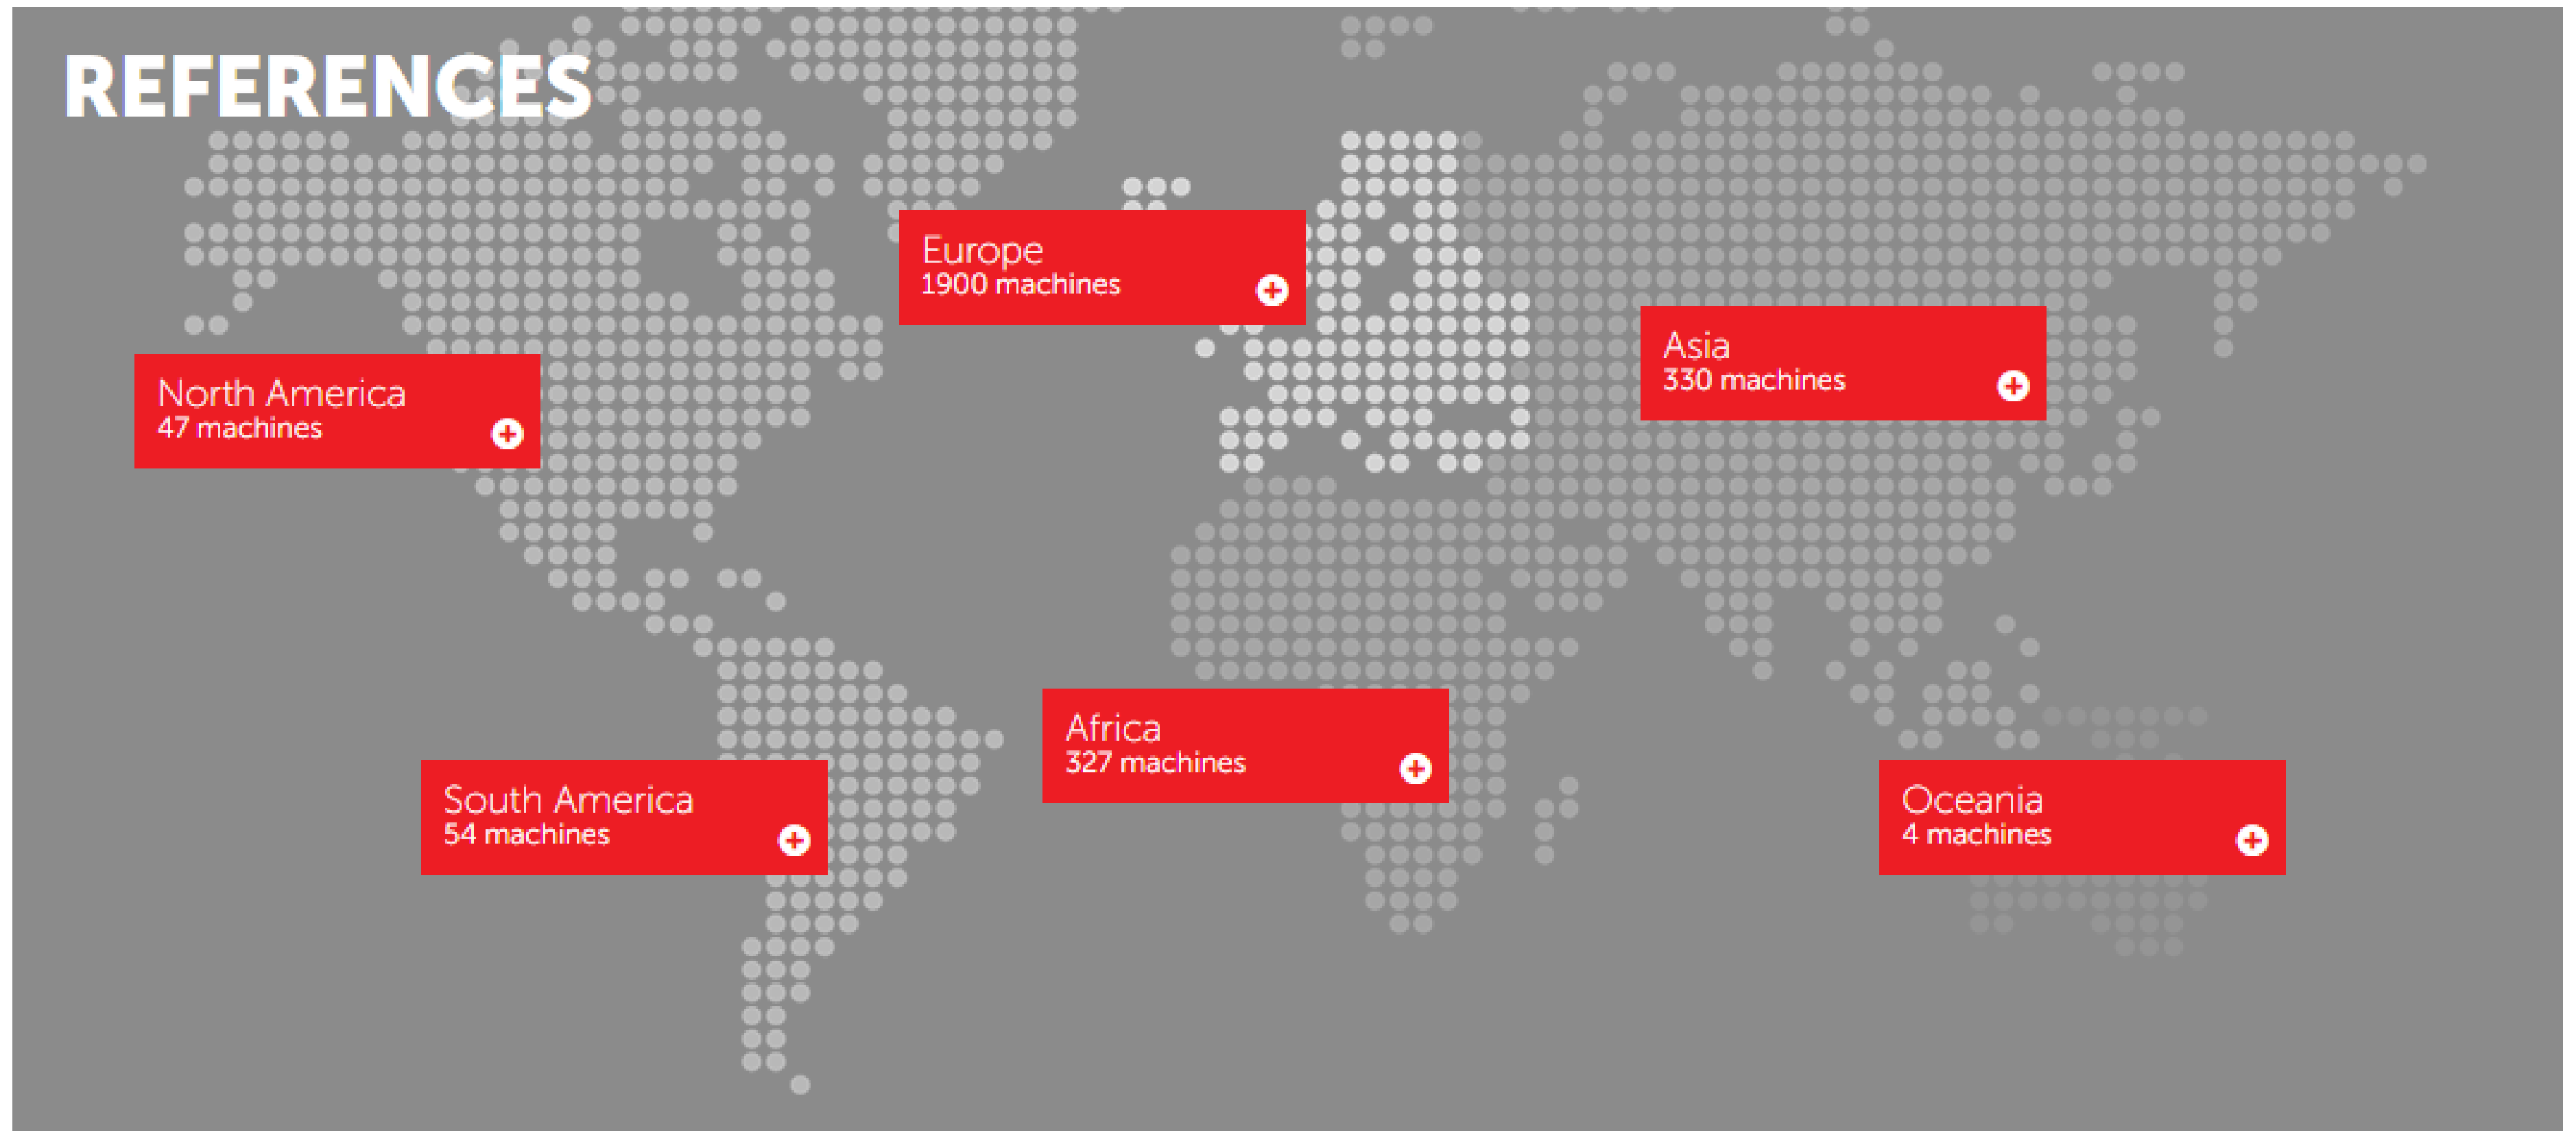 REFERENCES
Europe
1900 machines
Asia
330 machines
North America
47 machines
Africa
327 machines
South America
54 machines
Oceania
4 machines